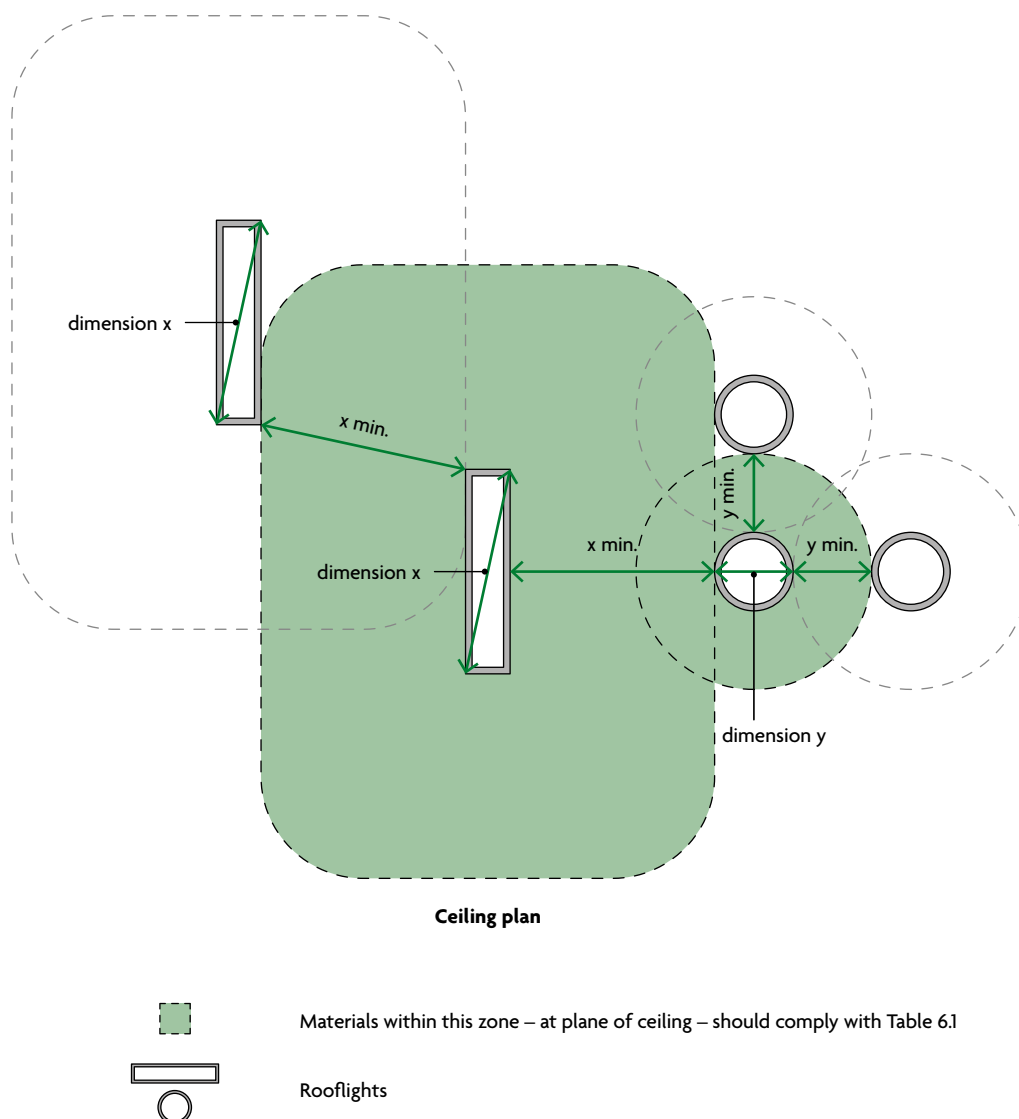 dimension x
x min.
y min.
x min.
y min.
dimension x
dimension y
Ceiling plan
Materials within this zone – at plane of ceiling – should comply with Table 6.1
Rooflights